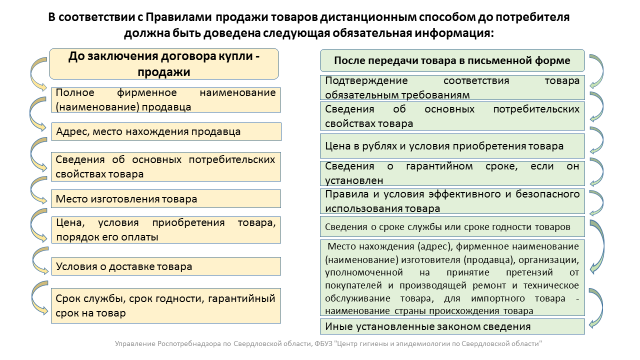 В соответствии с Правилами продажи товаров дистанционным способом до потребителя
должна быть доведена следующая обязательная информация:
До заключения договора купли -
продажи
Полное фирменное наименование
(наименование) продавца
Адрес, место нахождения продавца
Сведения об основных потребительских
свойствах товара
Место изготовления товара
Цена, условия приобретения товара,
порядок его оплаты
Условия о доставке товара
Срок службы, срок годности, гарантийный
срок на товар
После передачи товара в письменной форме
Подтверждение соответствия товара
обязательным требованиям
Сведения об основных потребительских
свойствах товара
Цена в рублях и условия приобретения товара
Сведения о гарантийном сроке, если он
установлен
Правила и условия эффективного и безопасного
использования товара
Сведения о сроке службы или сроке годности товаров
Место нахождения (адрес), фирменное наименование
(наименование) изготовителя (продавца), организации,
уполномоченной на принятие претензий от
покупателей и производящей ремонт и техническое
обслуживание товара, для импортного товара -
наименование страны происхождения товара
Иные установленные законом сведения
Управление Роспотребнадзора по Свердловской области, ФБУЗ "Центр гигиены и эпидемиологии по Свердловской области"